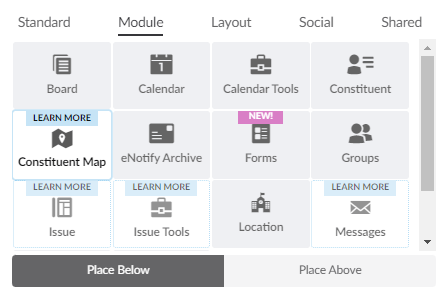 Standard Module Layout Social Shared
Board Calendar Calendar Tools Constituent
1
LEARN MORE NEW!
Constituent Map eNotify Archive Forms Groups
LEARN MORE LEARN MORE LEARN MORE
Issue Issue Tools Location Messages
Place Below Place Above